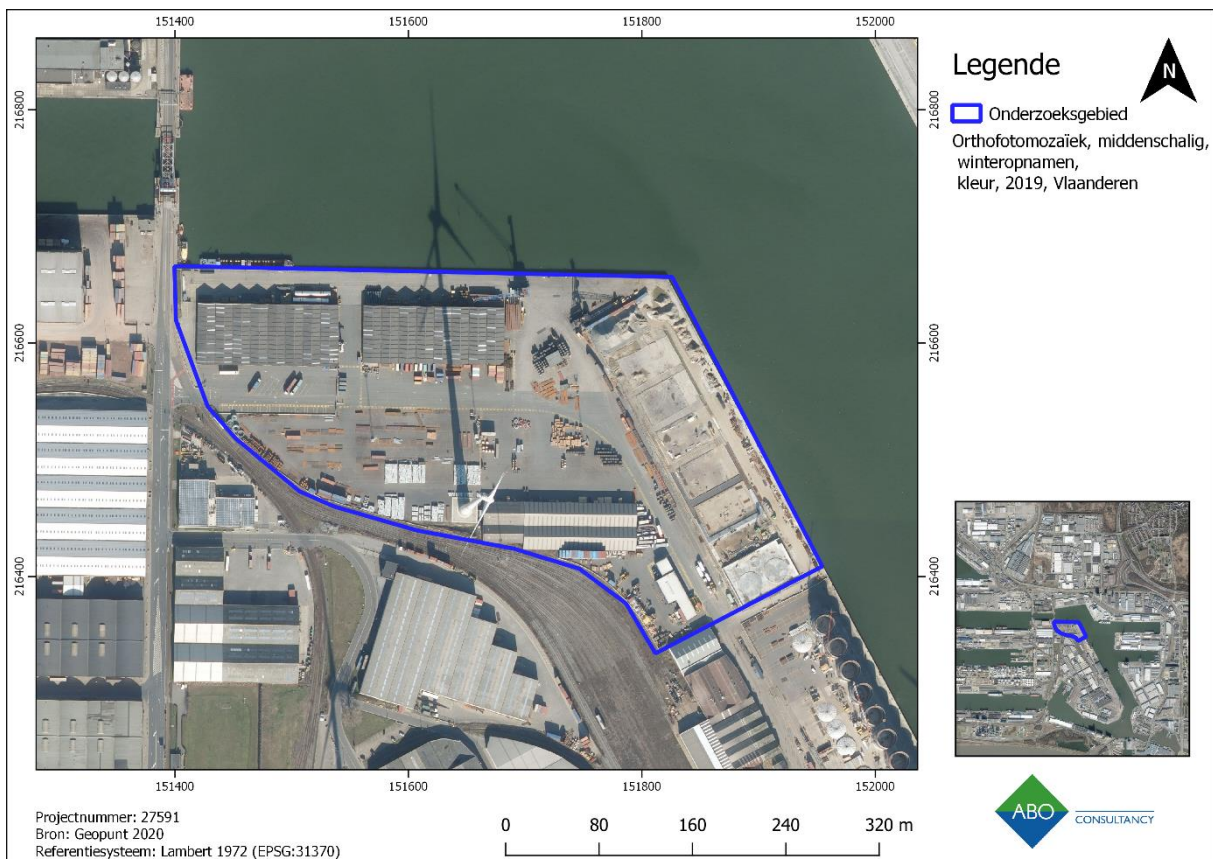 151400 151600 151800 152000
216800
216600
216400
216800
216600
216400
151400 151600 151800 152000
Legende
N
Onderzoeksgebied
Orthofotomozaïek, middenschalig,
winteropnamen,
kleur, 2019, Vlaanderen
Projectnummer: 27591
Bron: Geopunt 2020
Referentiesysteem: Lambert 1972 (EPSG:31370)
0 80 160 240 320 m
ABO CONSULTANCY